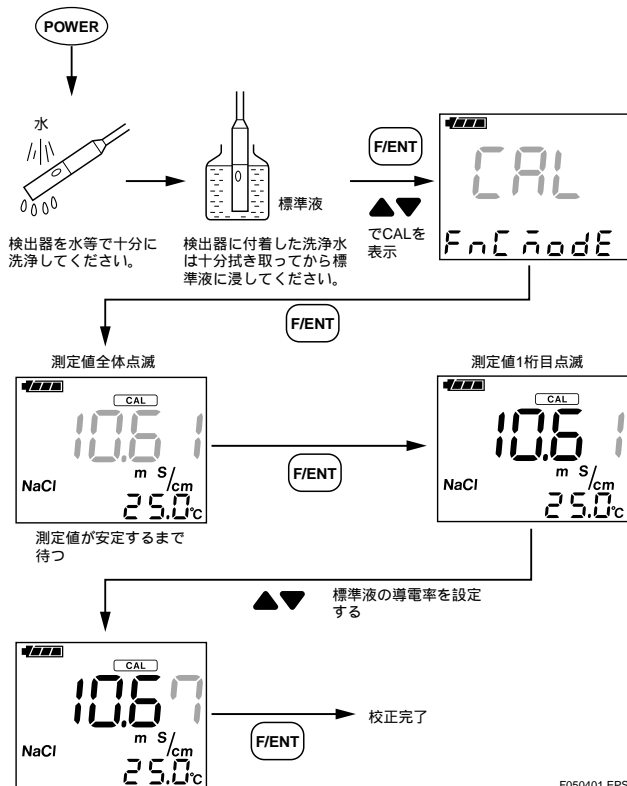 POWER
水
標準液
検出器を水等で十分に
洗浄してください。
検出器に付着した洗浄水
は十分拭き取ってから標
準液に浸してください。
F/ENT
▲▼
でCALを
表示
CAL
FnC modE
F/ENT
測定値全体点滅
CAL
10.61
m S/cm
NaCl
25.0℃
測定値が安定するまで
待つ
F/ENT
測定値1桁目点滅
CAL
10.61
m S/cm
NaCl
25.0℃
▲▼
標準液の導電率を設定
する
CAL
10.67
m S/cm
NaCl
25.0℃
F/ENT
校正完了
F050401.EPS